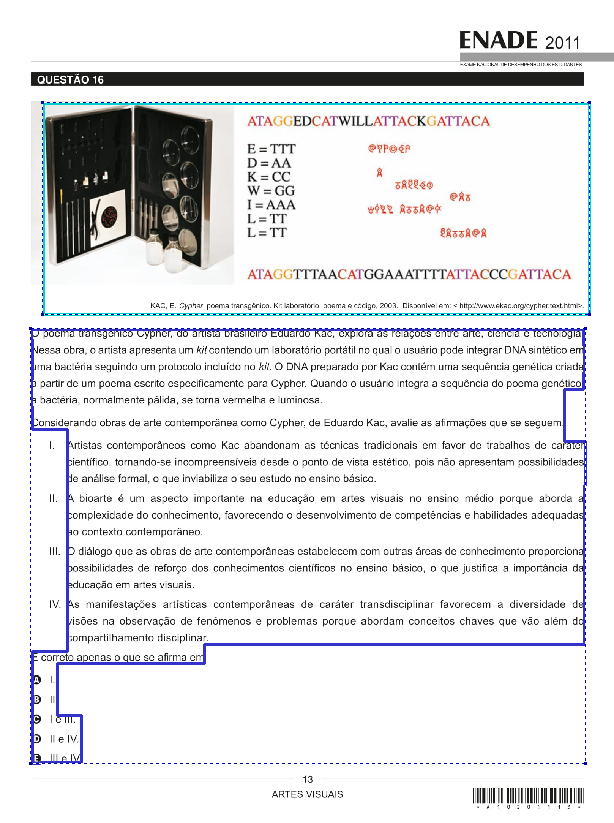 ENADE 2011
EXAME NACIONAL DE DESEMPENHO DOS ESTUDANTES
QUESTÃO 16
ATAGGEDCATWILLATTACKGATTACA
E = TTT
D = AA
K = CC
W = GG
I = AAA
L = TT
L = TT
ATAGGTTTAACATGGAAATTTTATTACCCGATTACA
KAC, E. Cypher. poema transgênico. Kit laboratório, poema e código, 2003. Disponível em: < http://www.ekac.org/cypher.text.html>.
O poema transgênico Cypher, do artista brasileiro Eduardo Kac, explora as relações entre arte, ciência e tecnologia.
Nessa obra, o artista apresenta um kit contendo um laboratório portátil no qual o usuário pode integrar DNA sintético em
uma bactéria seguindo um protocolo incluído no kit. O DNA preparado por Kac contém uma sequência genética criada
a partir de um poema escrito especificamente para Cypher. Quando o usuário integra a sequência do poema genético
à bactéria, normalmente pálida, se torna vermelha e luminosa.
Considerando obras de arte contemporânea como Cypher, de Eduardo Kac, avalie as afirmações que se seguem.
I. Artistas contemporâneos como Kac abandonam as técnicas tradicionais em favor de trabalhos de caráter
científico, tornando-se incompreensíveis desde o ponto de vista estético, pois não apresentam possibilidades
de análise formal, o que inviabiliza o seu estudo no ensino básico.
II. A bioarte é um aspecto importante na educação em artes visuais no ensino médio porque aborda a
complexidade do conhecimento, favorecendo o desenvolvimento de competências e habilidades adequadas
ao contexto contemporâneo.
III. O diálogo que as obras de arte contemporâneas estabelecem com outras áreas de conhecimento proporciona
possibilidades de reforço dos conhecimentos científicos no ensino básico, o que justifica a importância da
educação em artes visuais.
IV. As manifestações artísticas contemporâneas de caráter transdisciplinar favorecem a diversidade de
visões na observação de fenômenos e problemas porque abordam conceitos chaves que vão além do
compartilhamento disciplinar.
É correto apenas o que se afirma em
A I.
B II.
C I e III.
D II e IV.
E III e IV.
13
ARTES VISUAIS